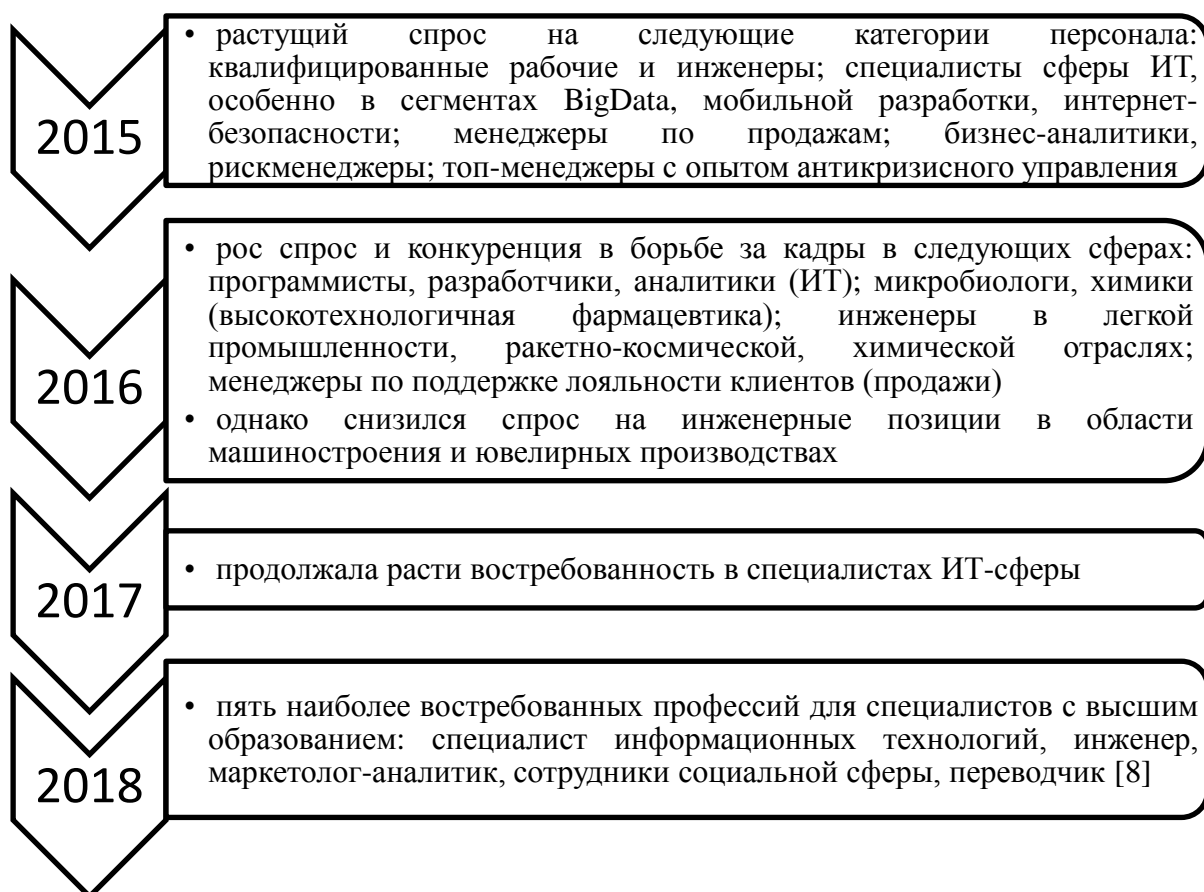 2015
• растущий спрос на следующие категории персонала:
квалифицированные рабочие и инженеры; специалисты сферы ИТ,
особенно в сегментах BigData, мобильной разработки, интернет-
безопасности; менеджеры по продажам; бизнес-аналитики,
рискменеджеры; топ-менеджеры с опытом антикризисного управления
2016
• рос спрос и конкуренция в борьбе за кадры в следующих сферах:
программисты, разработчики, аналитики (ИТ); микробиологи, химики
(высокотехнологичная фармацевтика); инженеры в легкой
промышленности, ракетно-космической, химической отраслях;
менеджеры по поддержке лояльности клиентов (продажи)
• однако снизился спрос на инженерные позиции в области
машиностроения и ювелирных производствах
2017
• продолжала расти востребованность в специалистах ИТ-сферы
2018
• пять наиболее востребованных профессий для специалистов с высшим
образованием: специалист информационных технологий, инженер,
маркетолог-аналитик, сотрудники социальной сферы, переводчик [8]